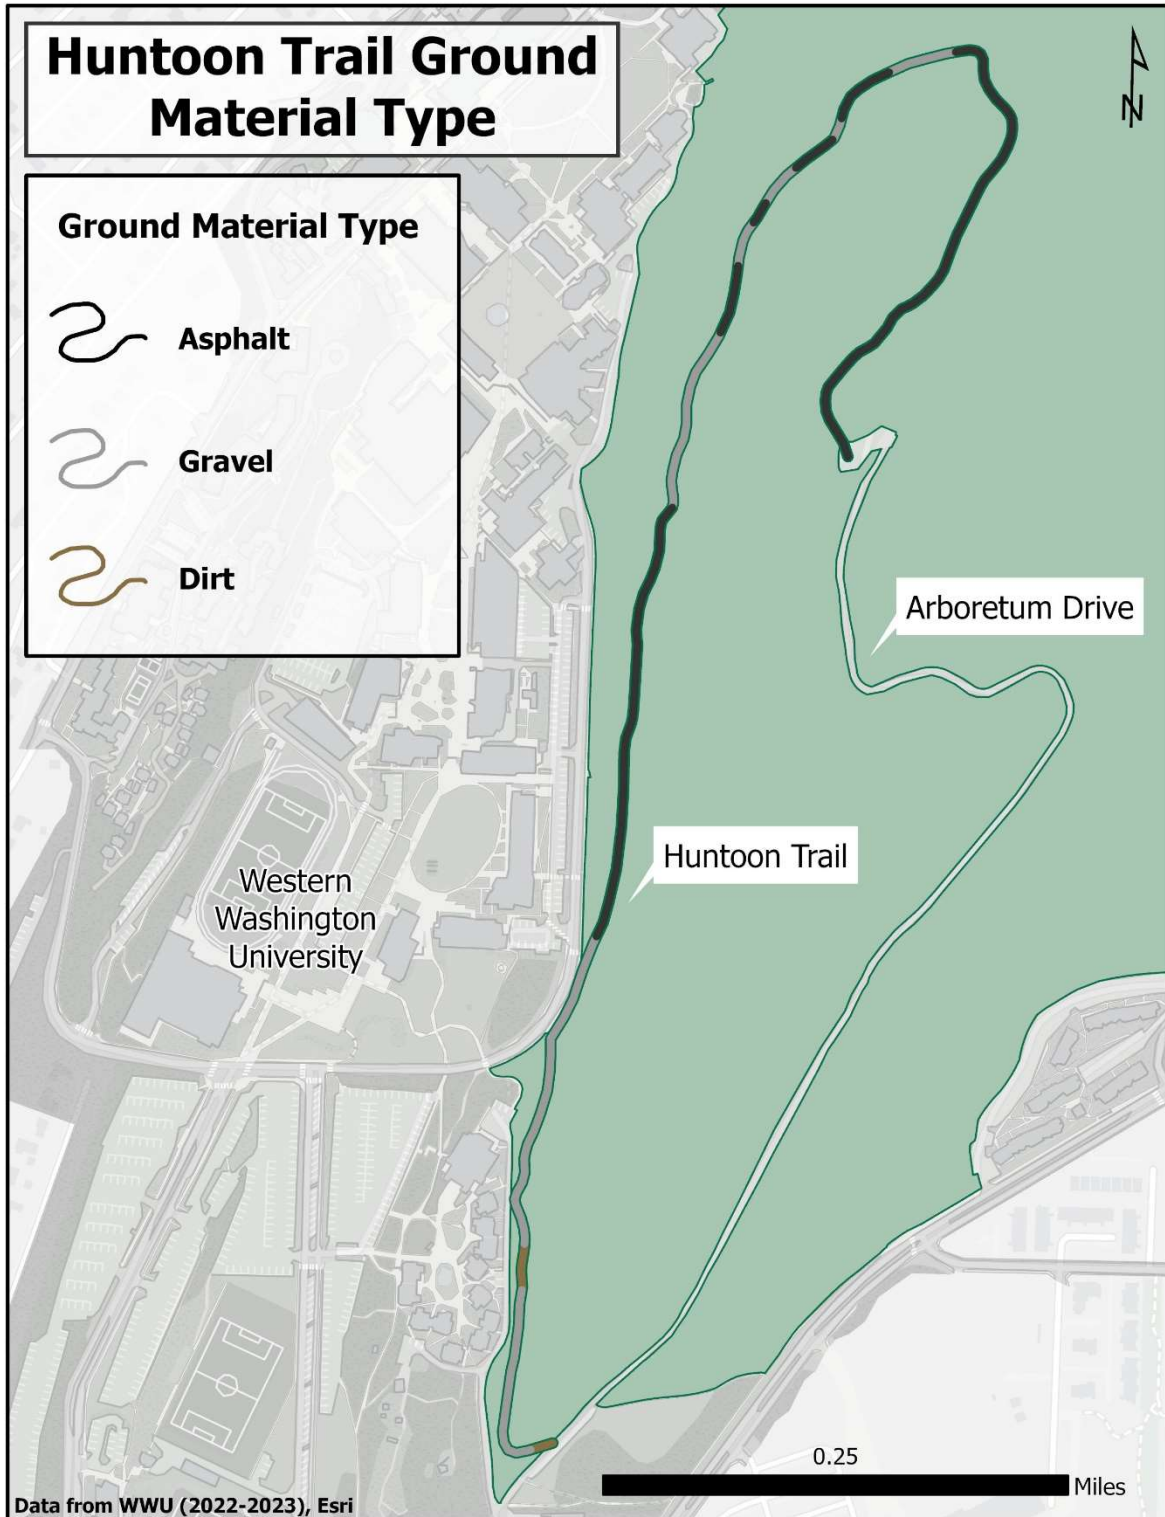 Huntoon Trail Ground
Material Type
N
Ground Material Type
Asphalt
Gravel
Dirt
Arboretum Drive
Huntoon Trail
Western
Washington
University
0.25
Miles
Data from WWU (2022-2023), Esri